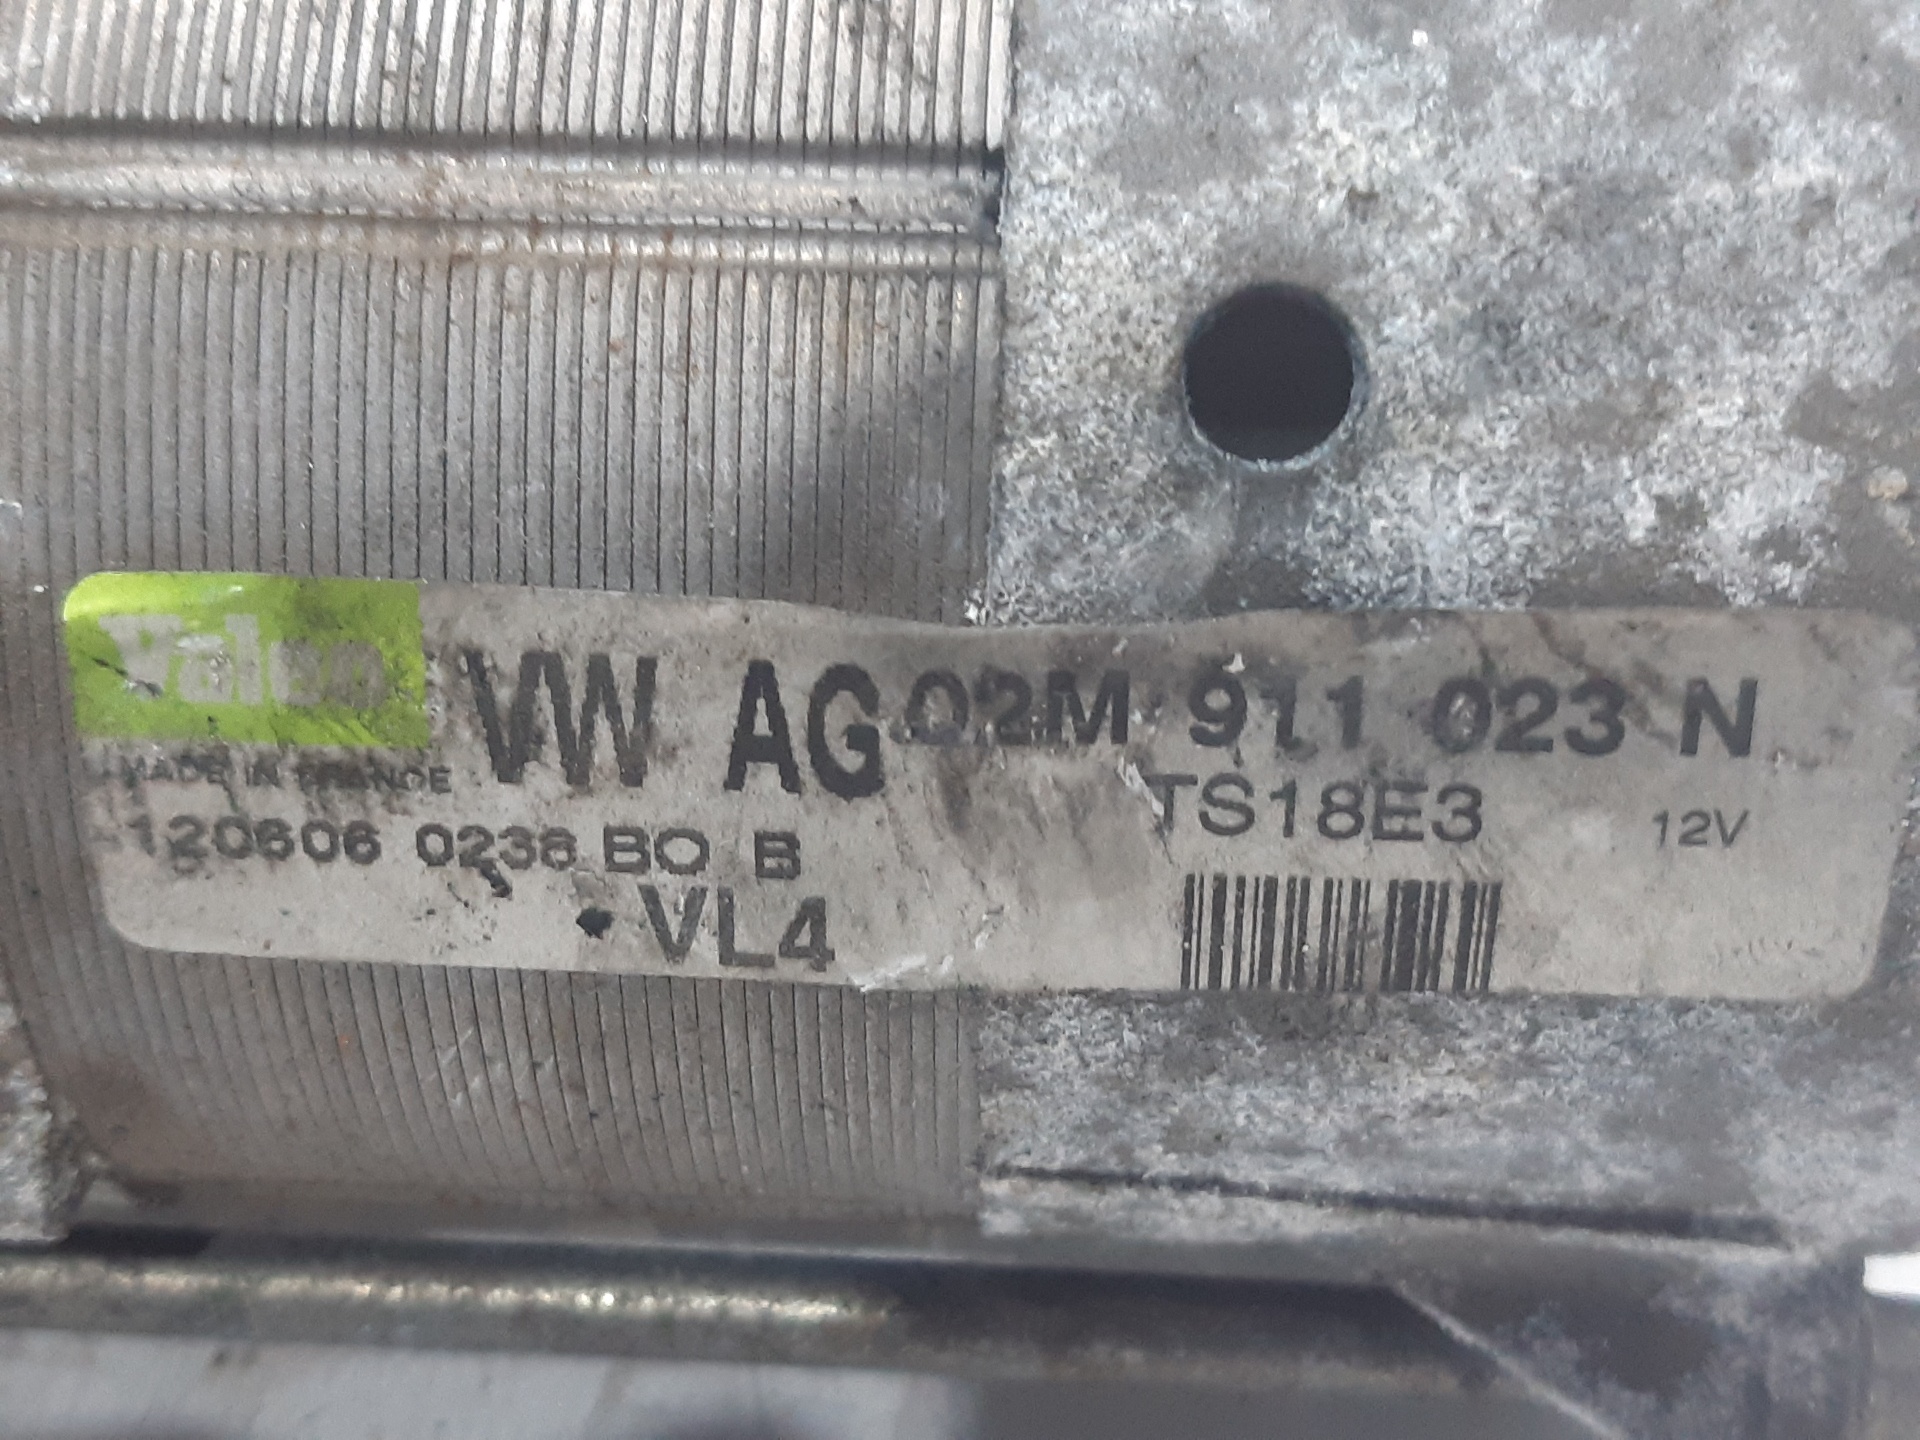 Valeo
VW AG 02M 911 023 N
MADE IN FRANCE
TS18E3
12V
120606 0236 BO B
VL4